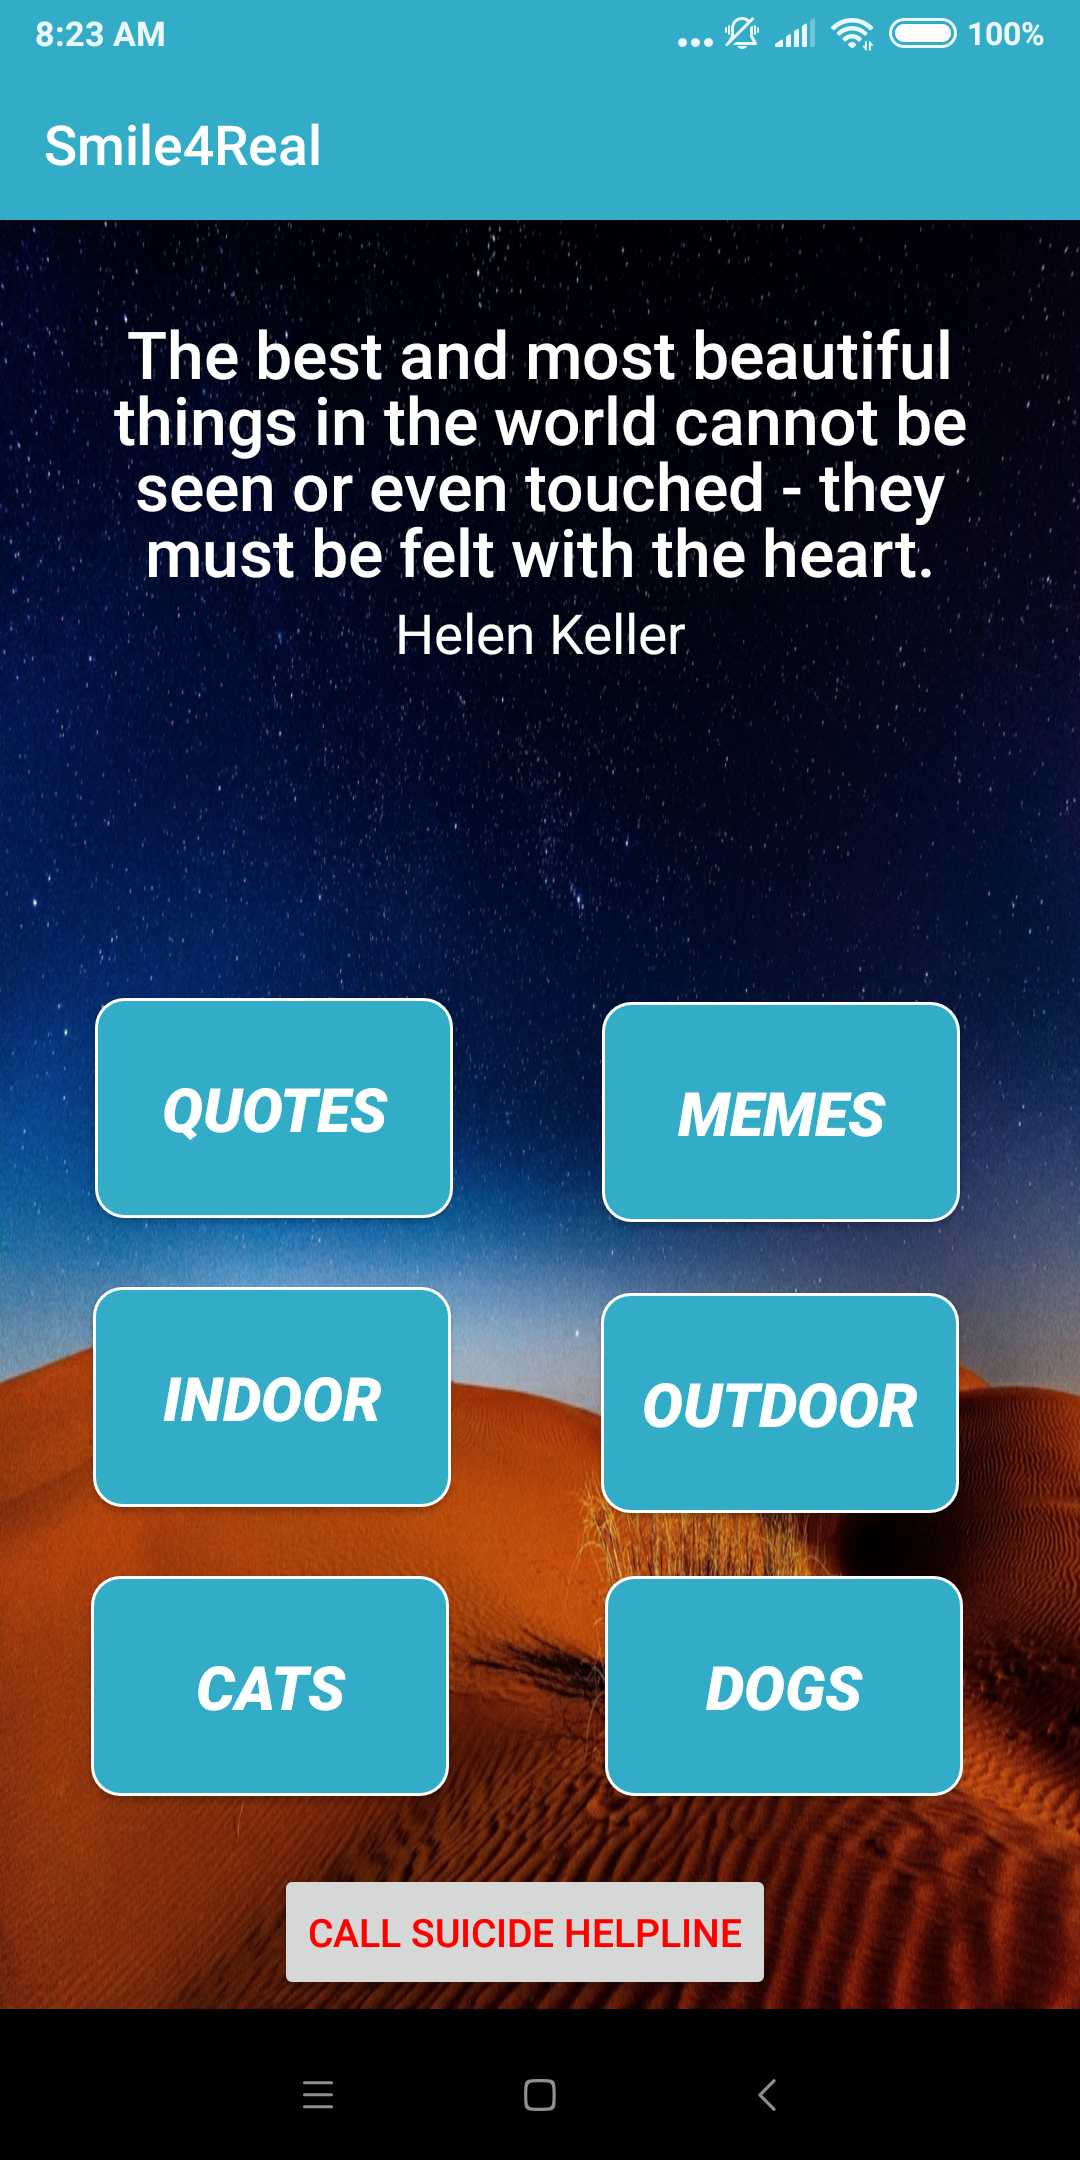 8:23 AM
100%
Smile4Real
The best and most beautiful
things in the world cannot be
seen or even touched - they
must be felt with the heart.
Helen Keller
QUOTES
MEMES
INDOOR
OUTDOOR
CATS
DOGS
CALL SUICIDE HELPLINE